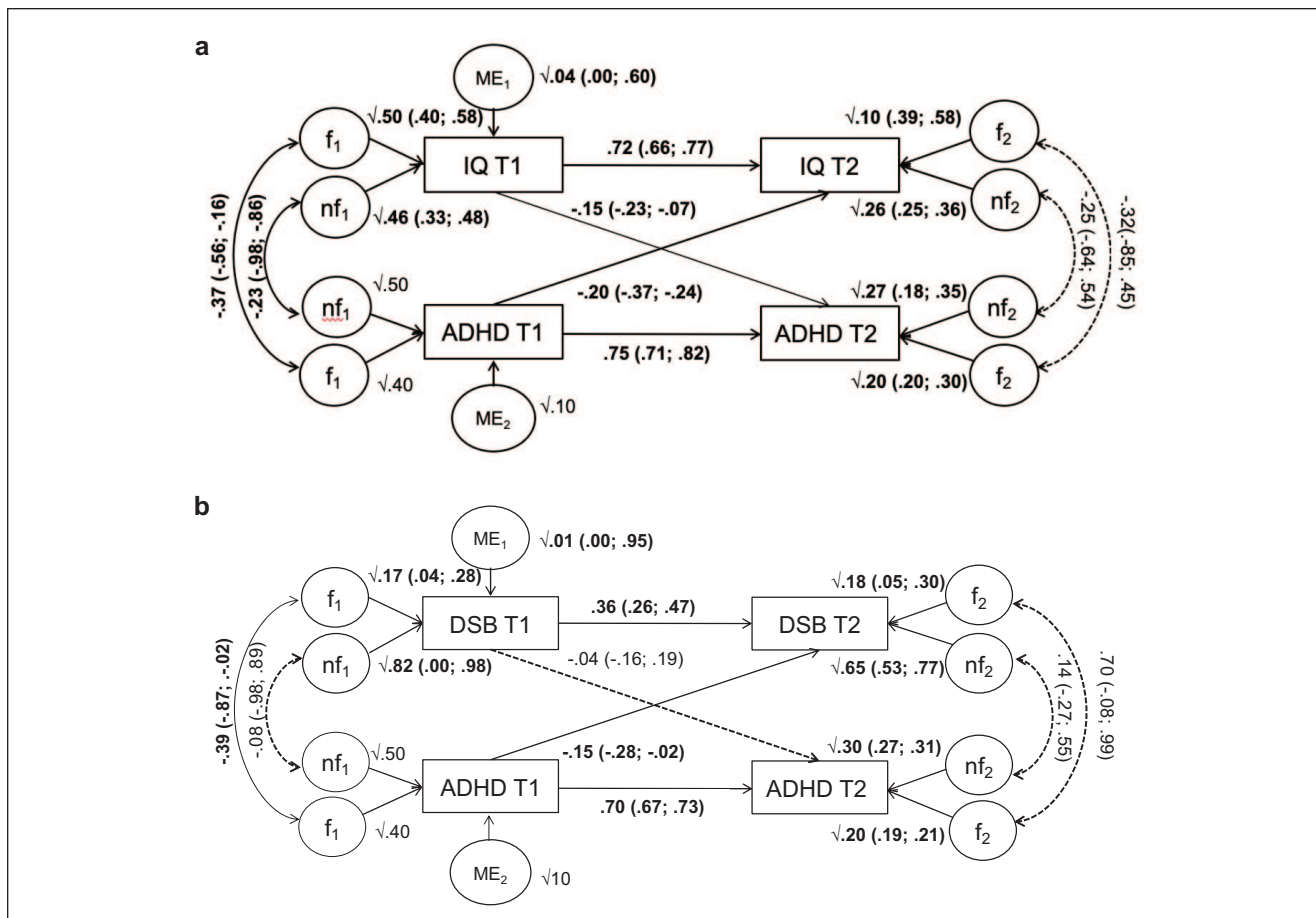 a
ME₁
√.04 (.00; .60)
√.50 (.40; .58)
√.10 (.39; .58)
f₁
f₂
IQ T1
.72 (.66; .77)
IQ T2
nf₁
nf₂
√.46 (.33; .48)
-.15 (-.23; -.07)
√.26 (.25; .36)
-.37 (-.56; -.16)
-.23 (-.98; -.86)
-.25 (-.64; .54)
-.32(-.85; .45)
nf₁
√.50
-.20 (-.37; -.24)
√.27 (.18; .35)
nf₂
ADHD T1
ADHD T2
.75 (.71; .82)
f₁
√.40
√.20 (.20; .30)
f₂
ME₂
√.10
b
ME₁
√.01 (.00; .95)
√.17 (.04; .28)
√.18 (.05; .30)
f₁
f₂
DSB T1
.36 (.26; .47)
DSB T2
nf₁
nf₂
√.82 (.00; .98)
-.04 (-.16; .19)
√.65 (.53; .77)
-.39 (-.87; -.02)
-.08 (-.98; .89)
.14 (-.27; .55)
.70 (-.08; .99)
nf₁
√.50
-.15 (-.28; -.02)
√.30 (.27; .31)
nf₂
ADHD T1
ADHD T2
.70 (.67; .73)
f₁
√.40
√.20 (.19; .21)
f₂
ME₂
√10